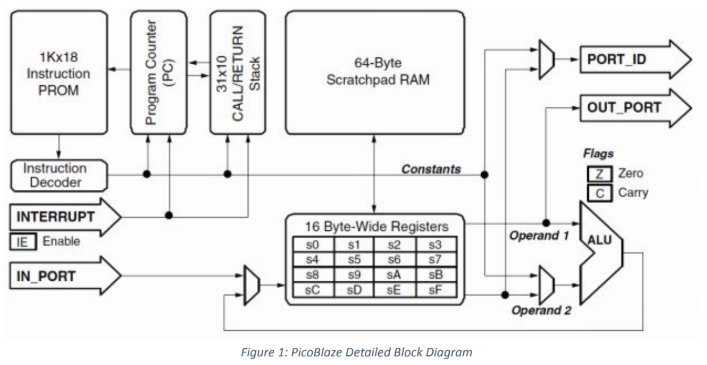 1Kx18
Instruction
PROM
Program Counter
(PC)
31x10
CALL/RETURN
Stack
64-Byte
Scratchpad RAM
PORT_ID
OUT_PORT
Instruction
Decoder
Constants
Flags
Z Zero
C Carry
INTERRUPT
IE Enable
16 Byte-Wide Registers
s0 s1 s2 s3
s4 s5 s6 s7
s8 s9 sA sB
sC sD sE sF
Operand 1
ALU
IN_PORT
Operand 2
Figure 1: PicoBlaze Detailed Block Diagram